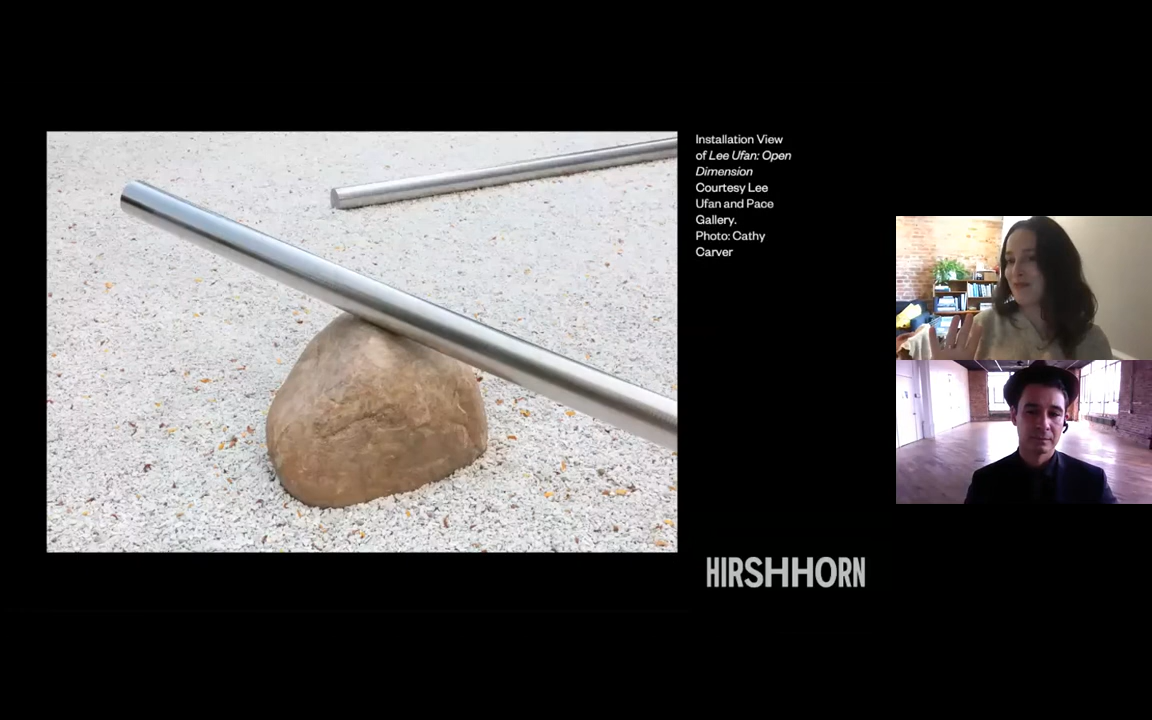 Installation View
of Lee Ufan: Open
Dimension
Courtesy Lee
Ufan and Pace
Gallery.
Photo: Cathy
Carver
HIRSHHORN